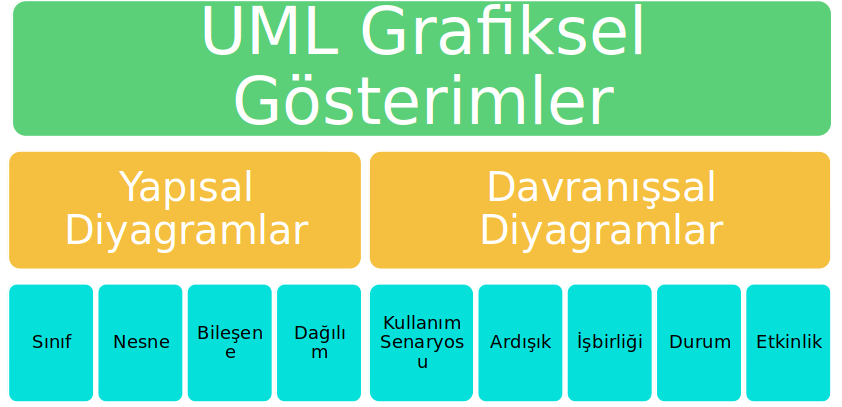 UML Grafiksel
Gösterimler
Yapısal
Diyagramlar
Davranışsal
Diyagramlar
Sınıf
Nesne
Bileşen
e
Dağılı
m
Kullanım
Senaryos
u
Ardışık
İşbirliği
Durum
Etkinlik